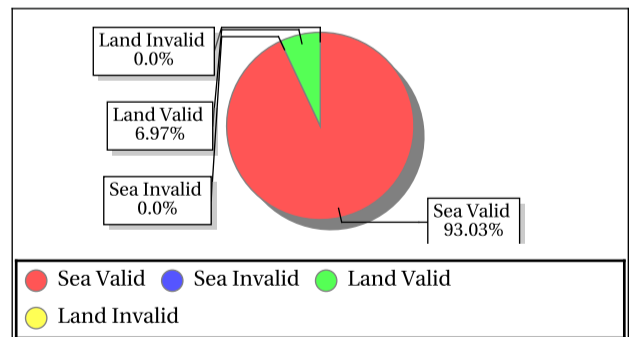 Land Invalid
0.0%
Land Valid
6.97%
Sea Invalid
0.0%
Sea Valid
93.03%
Sea Valid Sea Invalid Land Valid
Land Invalid